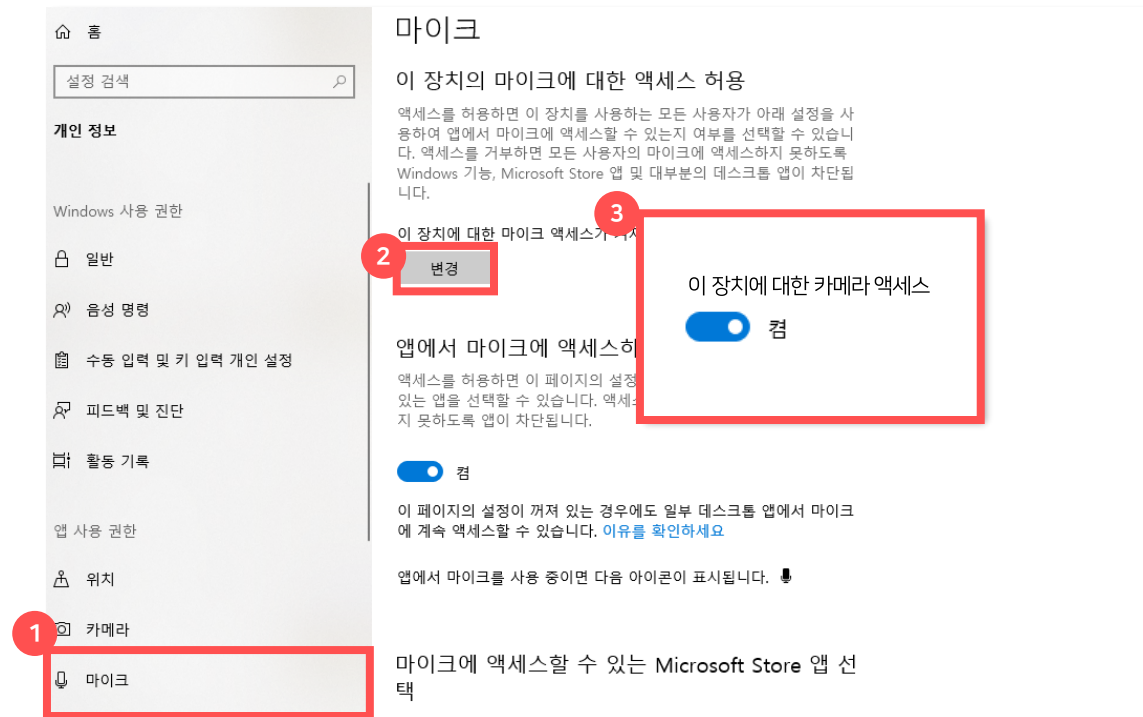 홈
설정 검색
개인 정보
Windows 사용 권한
일반
음성 명령
수동 입력 및 키 입력 개인 설정
피드백 및 진단
활동 기록
앱 사용 권한
위치
1
카메라
마이크
마이크
이 장치의 마이크에 대한 액세스 허용
액세스를 허용하면 이 장치를 사용하는 모든 사용자가 아래 설정을 사
용하여 앱에서 마이크에 액세스할 수 있는지 여부를 선택할 수 있습니
다. 액세스를 거부하면 모든 사용자의 마이크에 액세스하지 못하도록
Windows 기능, Microsoft Store 앱 및 대부분의 데스크톱 앱이 차단됩
니다.
이 장치에 대한 마이크 액세스가
2
변경
3
이 장치에 대한 카메라 액세스
켬
앱에서 마이크에 액세스하
액세스를 허용하면 이 페이지의 설정
있는 앱을 선택할 수 있습니다. 액세
지 못하도록 앱이 차단됩니다.
켬
이 페이지의 설정이 꺼져 있는 경우에도 일부 데스크톱 앱에서 마이크
에 계속 액세스할 수 있습니다. 이유를 확인하세요
앱에서 마이크를 사용 중이면 다음 아이콘이 표시됩니다.
마이크에 액세스할 수 있는 Microsoft Store 앱 선
택